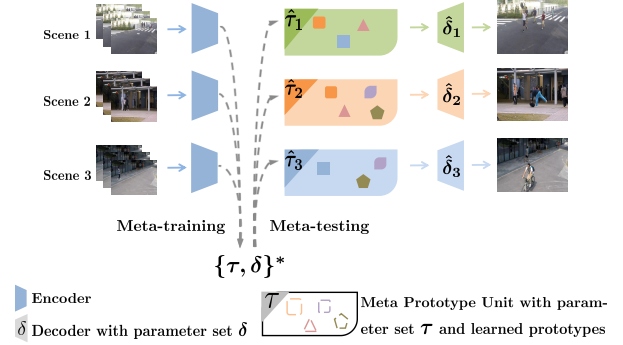 Scene 1
τ̂₁
δ̂₁
Scene 2
τ̂₂
δ̂₂
Scene 3
τ̂₃
δ̂₃
Meta-training
Meta-testing
{τ, δ}*
Encoder
δ Decoder with parameter set δ
τ
Meta Prototype Unit with param-
eter set τ and learned prototypes